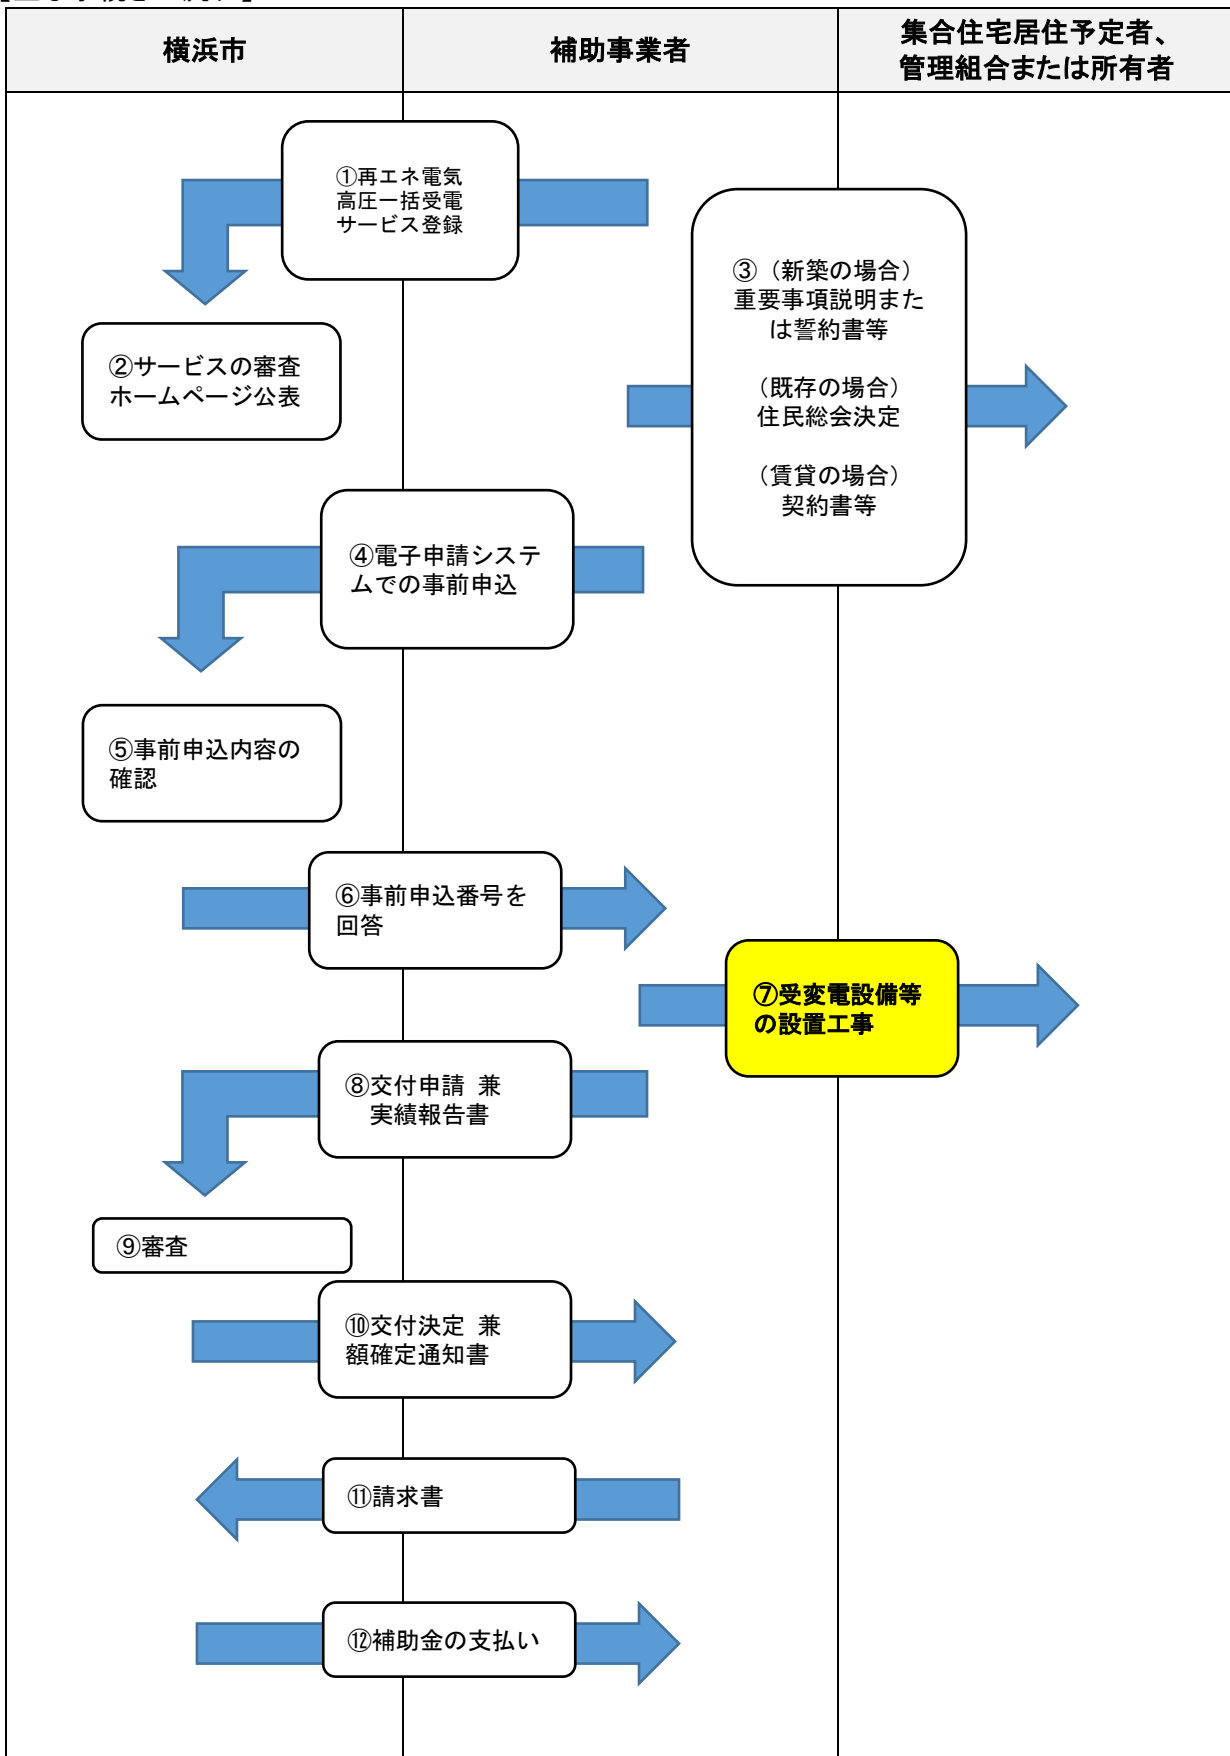 横浜市
補助事業者
集合住宅居住予定者、
管理組合または所有者
①再エネ電気
高圧一括受電
サービス登録
②サービスの審査
ホームページ公表
③（新築の場合）
重要事項説明また
は誓約書等
（既存の場合）
住民総会決定
（賃貸の場合）
契約書等
④電子申請システ
ムでの事前申込
⑤事前申込内容の
確認
⑥事前申込番号を
回答
⑦受変電設備等
の設置工事
⑧交付申請 兼
実績報告書
⑨審査
⑩交付決定 兼
額確定通知書
⑪請求書
⑫補助金の支払い